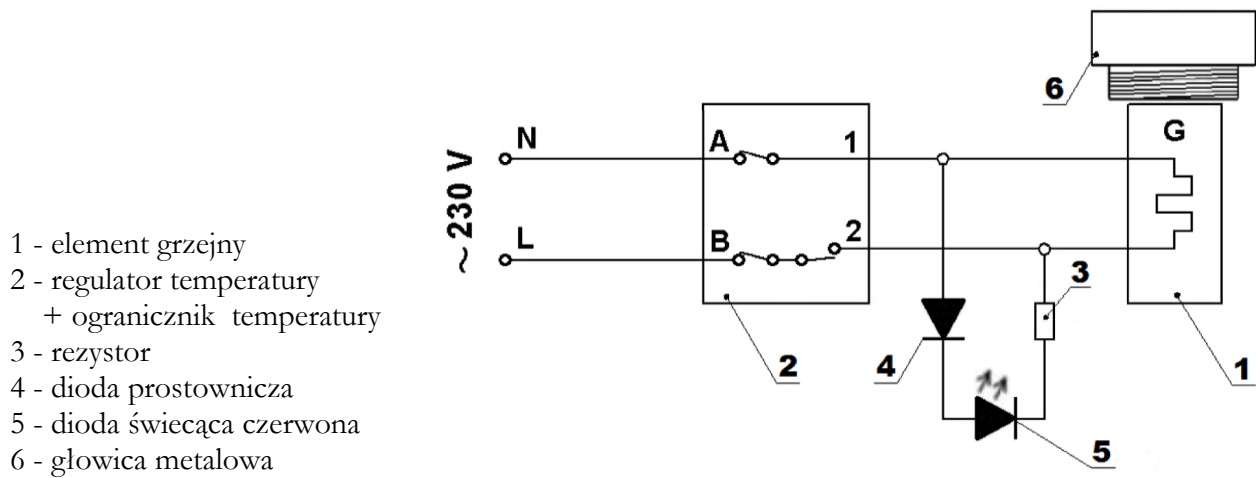 1 - element grzejny
2 - regulator temperatury
+ ogranicznik temperatury
3 - rezystor
4 - dioda prostownicza
5 - dioda świecąca czerwona
6 - głowica metalowa
~230 V
N
L
A
1
B
2
2
4
5
3
6
G
1